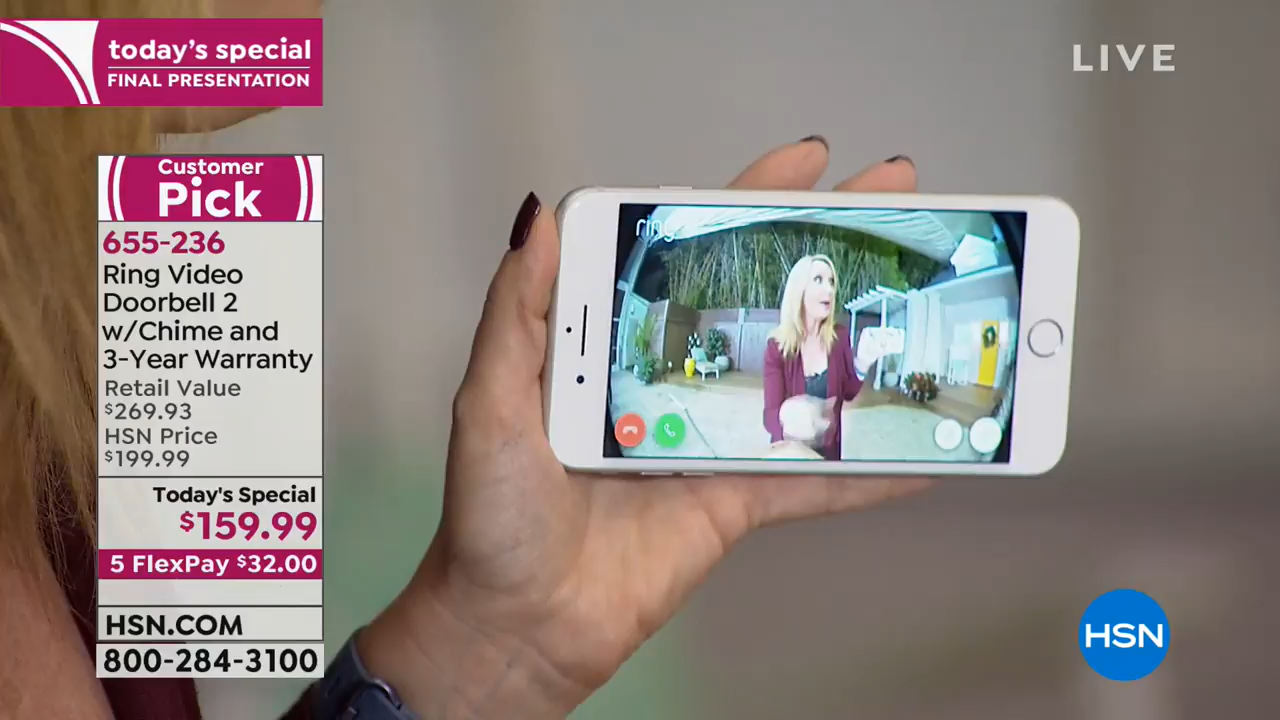 today's special
FINAL PRESENTATION
LIVE
Customer
Pick
655-236
Ring Video
Doorbell 2
w/Chime and
3-Year Warranty
Retail Value
$269.93
HSN Price
$199.99
Today's Special
$159.99
5 FlexPay $32.00
HSN.COM
800-284-3100
ring
HSN